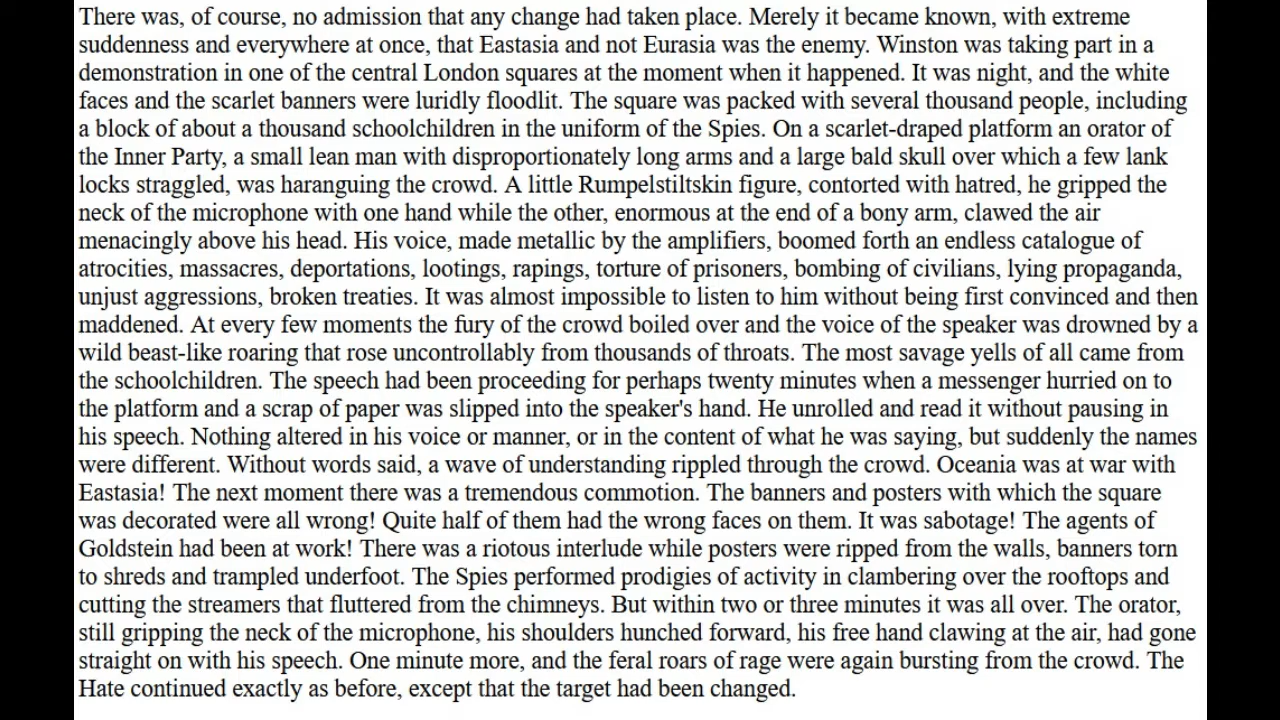 There was, of course, no admission that any change had taken place. Merely it became known, with extreme
suddenness and everywhere at once, that Eastasia and not Eurasia was the enemy. Winston was taking part in a
demonstration in one of the central London squares at the moment when it happened. It was night, and the white
faces and the scarlet banners were luridly floodlit. The square was packed with several thousand people, including
a block of about a thousand schoolchildren in the uniform of the Spies. On a scarlet-draped platform an orator of
the Inner Party, a small lean man with disproportionately long arms and a large bald skull over which a few lank
locks straggled, was haranguing the crowd. A little Rumpelstiltskin figure, contorted with hatred, he gripped the
neck of the microphone with one hand while the other, enormous at the end of a bony arm, clawed the air
menacingly above his head. His voice, made metallic by the amplifiers, boomed forth an endless catalogue of
atrocities, massacres, deportations, lootings, rapings, torture of prisoners, bombing of civilians, lying propaganda,
unjust aggressions, broken treaties. It was almost impossible to listen to him without being first convinced and then
maddened. At every few moments the fury of the crowd boiled over and the voice of the speaker was drowned by a
wild beast-like roaring that rose uncontrollably from thousands of throats. The most savage yells of all came from
the schoolchildren. The speech had been proceeding for perhaps twenty minutes when a messenger hurried on to
the platform and a scrap of paper was slipped into the speaker's hand. He unrolled and read it without pausing in
his speech. Nothing altered in his voice or manner, or in the content of what he was saying, but suddenly the names
were different. Without words said, a wave of understanding rippled through the crowd. Oceania was at war with
Eastasia! The next moment there was a tremendous commotion. The banners and posters with which the square
was decorated were all wrong! Quite half of them had the wrong faces on them. It was sabotage! The agents of
Goldstein had been at work! There was a riotous interlude while posters were ripped from the walls, banners torn
to shreds and trampled underfoot. The Spies performed prodigies of activity in clambering over the rooftops and
cutting the streamers that fluttered from the chimneys. But within two or three minutes it was all over. The orator,
still gripping the neck of the microphone, his shoulders hunched forward, his free hand clawing at the air, had gone
straight on with his speech. One minute more, and the feral roars of rage were again bursting from the crowd. The
Hate continued exactly as before, except that the target had been changed.